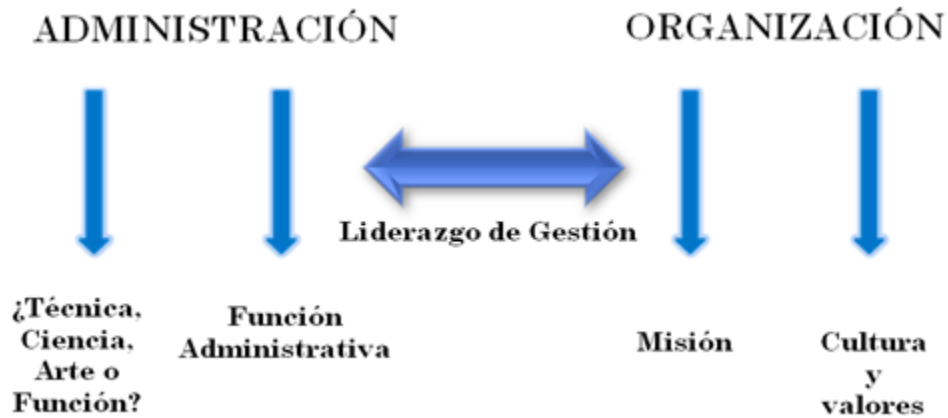 ADMINISTRACIÓN
ORGANIZACIÓN
Liderazgo de Gestión
¿Técnica,
Ciencia,
Arte o
Función?
Función
Administrativa
Misión
Cultura
y
valores